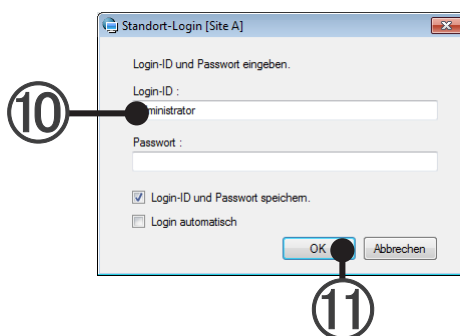 Standort-Login [Site A]
Login-ID und Passwort eingeben.
Login-ID :
ministrator
Passwort :
Login-ID und Passwort speichern.
Login automatisch
OK
Abbrechen
10
11